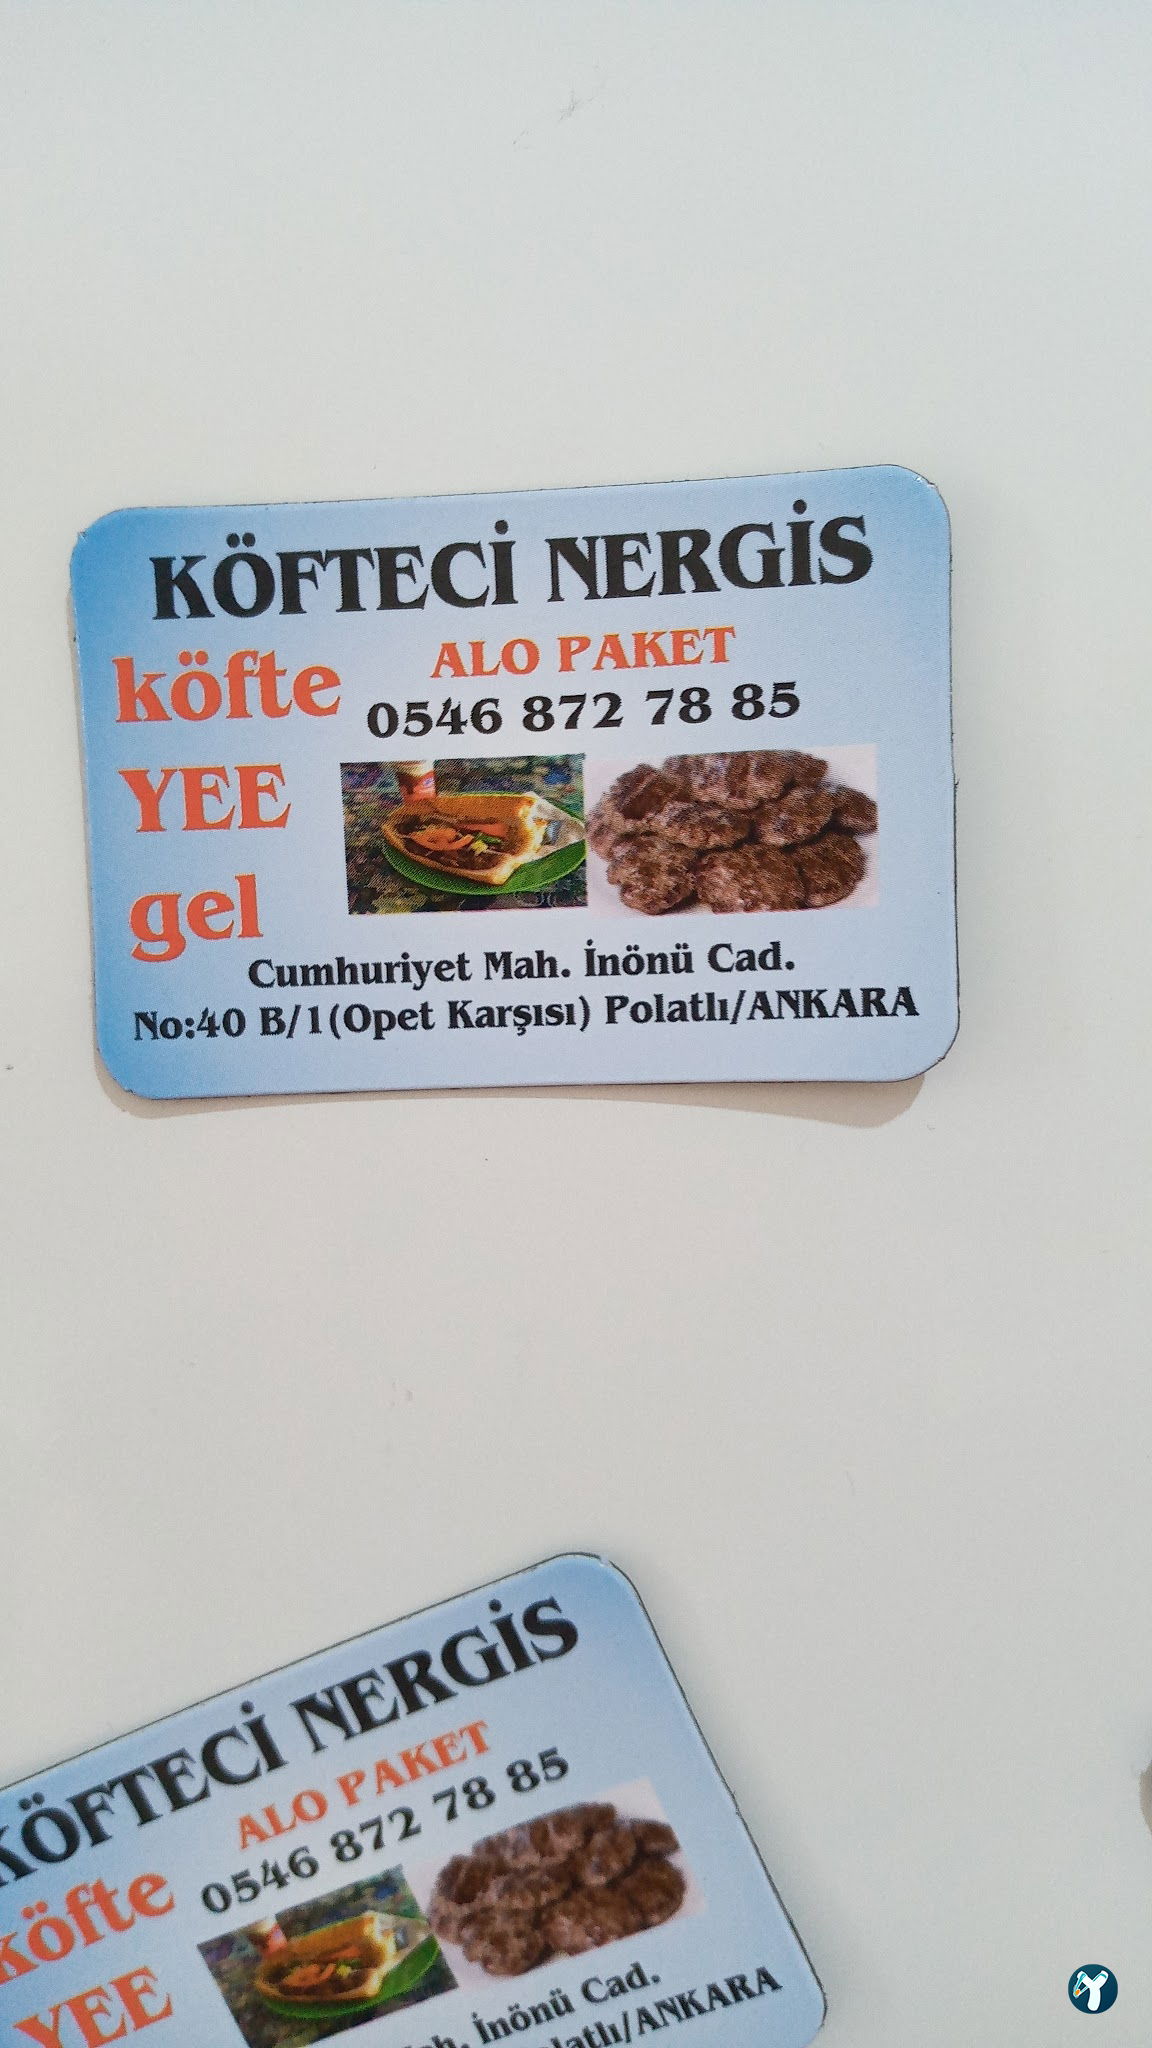 KÖFTECİ NERGİS
köfte
ALO PAKET
0546 872 78 85
YEE
gel
Cumhuriyet Mah. İnönü Cad.
No:40 B/1(Opet Karşısı) Polatlı/ANKARA
KÖFTECİ NERGİS
köfte
ALO PAKET
0546 872 78 85
YEE
İnönü Cad.
/ANKARA